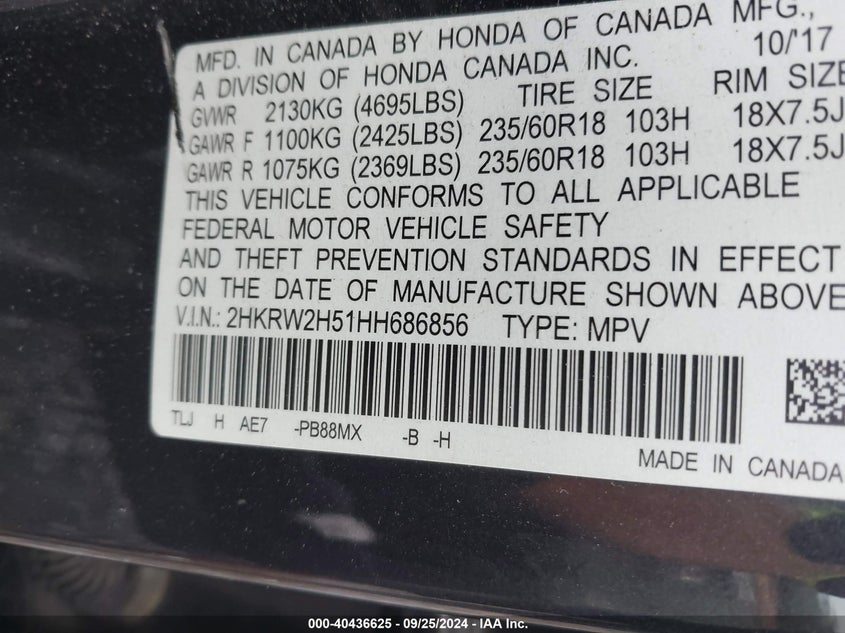 MFD. IN CANADA BY HONDA OF CANADA MFG.,
A DIVISION OF HONDA CANADA INC. 10/'17
GVWR 2130KG (4695LBS) TIRE SIZE RIM SIZE
GAWR F 1100KG (2425LBS) 235/60R18 103H 18X7.5J
GAWR R 1075KG (2369LBS) 235/60R18 103H 18X7.5J
THIS VEHICLE CONFORMS TO ALL APPLICABLE
FEDERAL MOTOR VEHICLE SAFETY
AND THEFT PREVENTION STANDARDS IN EFFECT
ON THE DATE OF MANUFACTURE SHOWN ABOVE
V.I.N.: 2HKRW2H51HH686856 TYPE: MPV
TLJ H AE7 -PB88MX -B -H
MADE IN CANADA
000-40436625 / 09/25/2024 - IAA Inc.